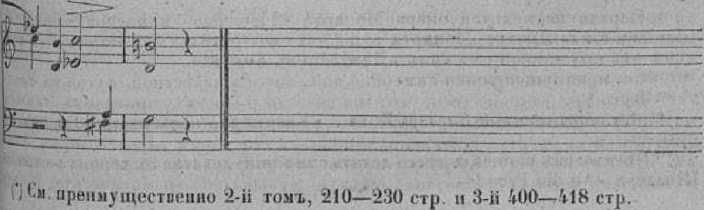 (*) См. преимущественно 2-й томъ, 210—230 стр. и 3-й 400—418 стр.